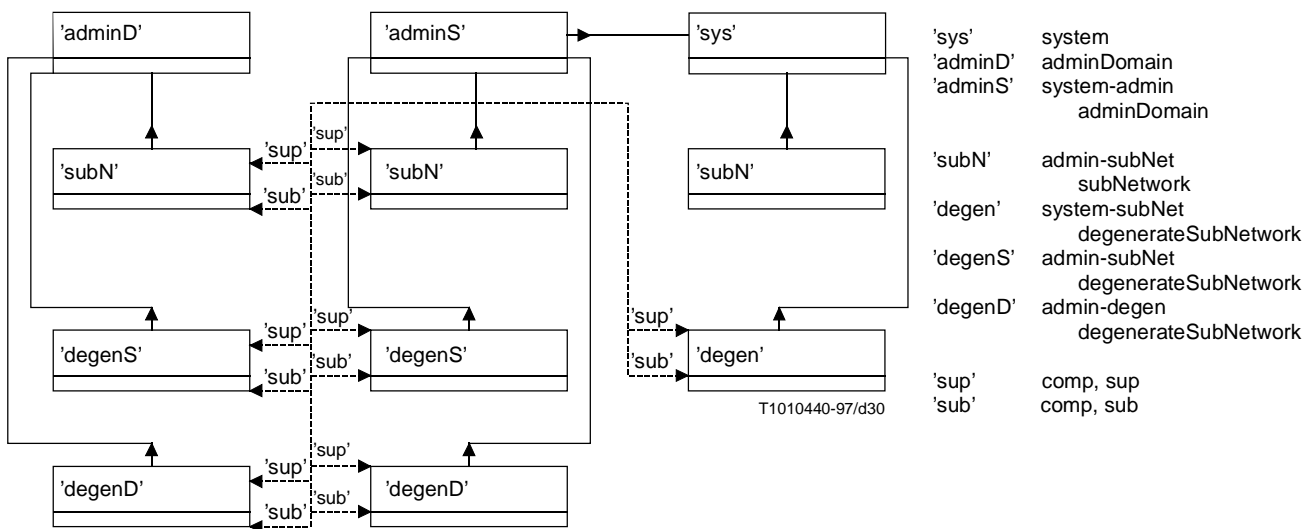 ’adminD’
’adminS’
’sys’
’sup’
’sup’
’subN’
’subN’
’subN’
’sub’
’sub’
’sup’
’sup’
’sup’
’degenS’
’degenS’
’sub’
’degen’
’sub’
’sub’
T1010440-97/d30
’sup’
’sup’
’degenD’
’degenD’
’sub’
’sub’
’sys’ system
’adminD’ adminDomain
’adminS’ system-admin
adminDomain
’subN’ admin-subNet
subNetwork
’degen’ system-subNet
degenerateSubNetwork
’degenS’ admin-subNet
degenerateSubNetwork
’degenD’ admin-degen
degenerateSubNetwork
’sup’ comp, sup
’sub’ comp, sub